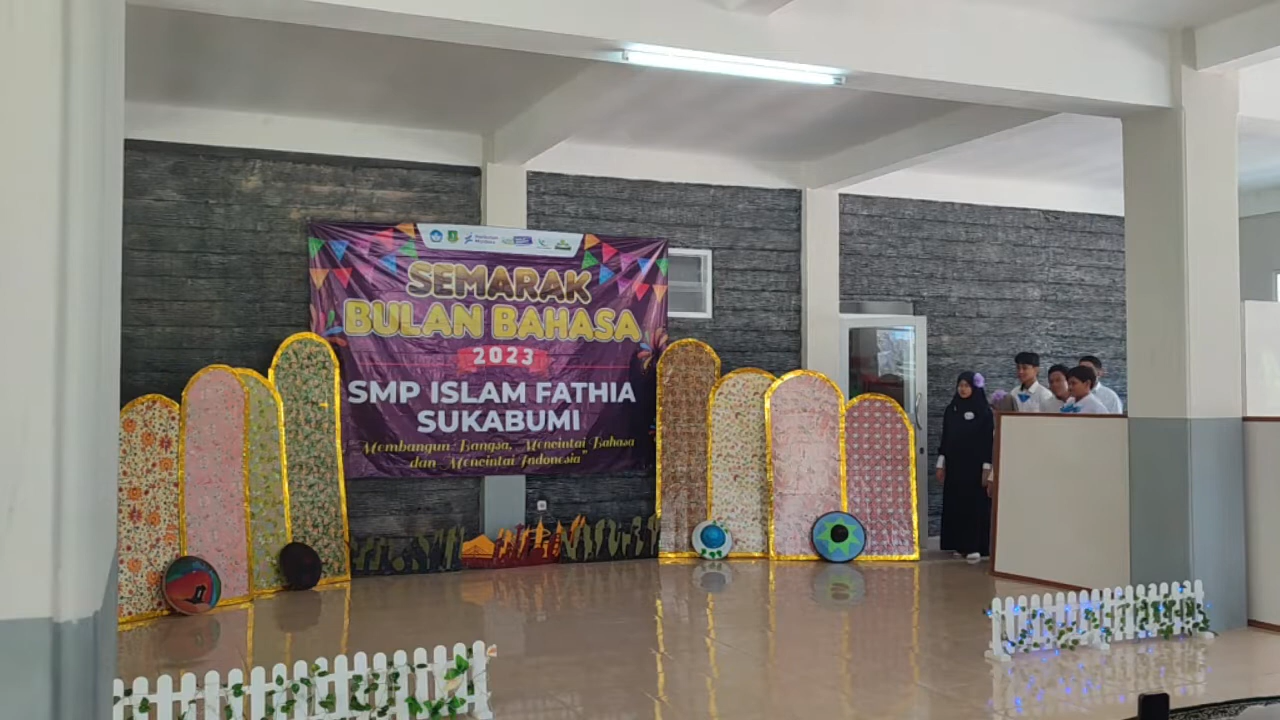 SEMARAK
BULAN BAHASA
2023
SMP ISLAM FATHIA
SUKABUMI
"Membangun Bangsa, Mencintai Bahasa
dan Mencintai Indonesia"